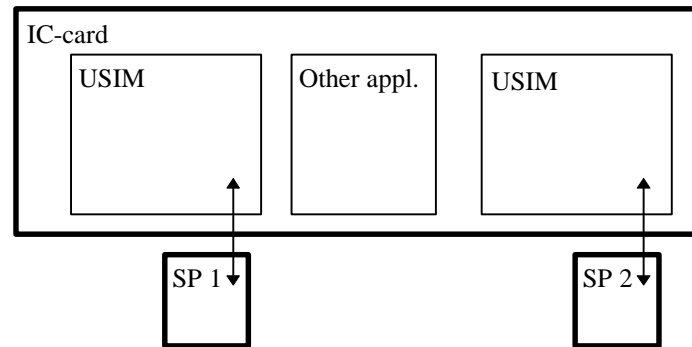 IC-card
USIM
Other appl.
USIM
SP 1
SP 2